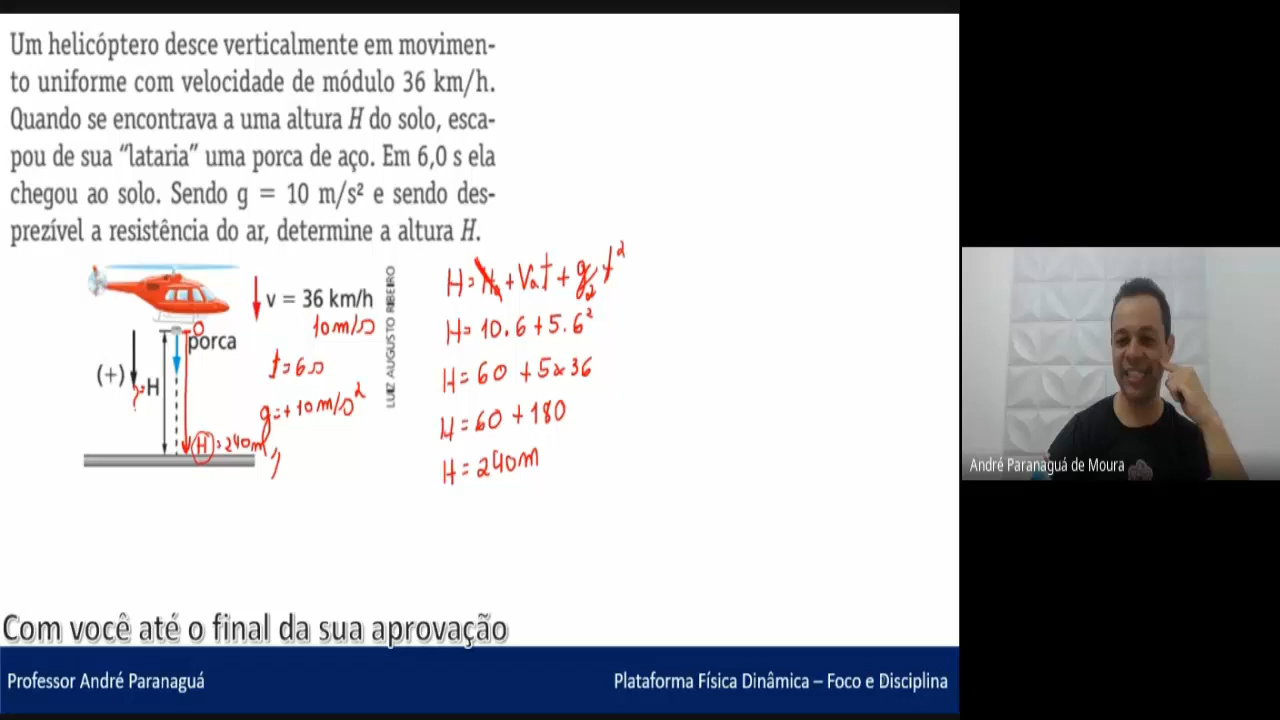 Um helicóptero desce verticalmente em movimen-
to uniforme com velocidade de módulo 36 km/h.
Quando se encontrava a uma altura H do solo, esca-
pou de sua “lataria” uma porca de aço. Em 6,0 s ela
chegou ao solo. Sendo g = 10 m/s² e sendo des-
prezível a resistência do ar, determine a altura H.
v = 36 km/h
10 m/s
0
porca
(+)
?=H
t=6s
g=+10m/s²
H=240m
LUIZ AUGUSTO RIBEIRO
H=H₀+V₀t+g/2 t²
H=10.6+5.6²
H=60+5x36
H=60+180
H=240m
André Paranaguá de Moura
Com você até o final da sua aprovação
Professor André Paranaguá
Plataforma Física Dinâmica – Foco e Disciplina